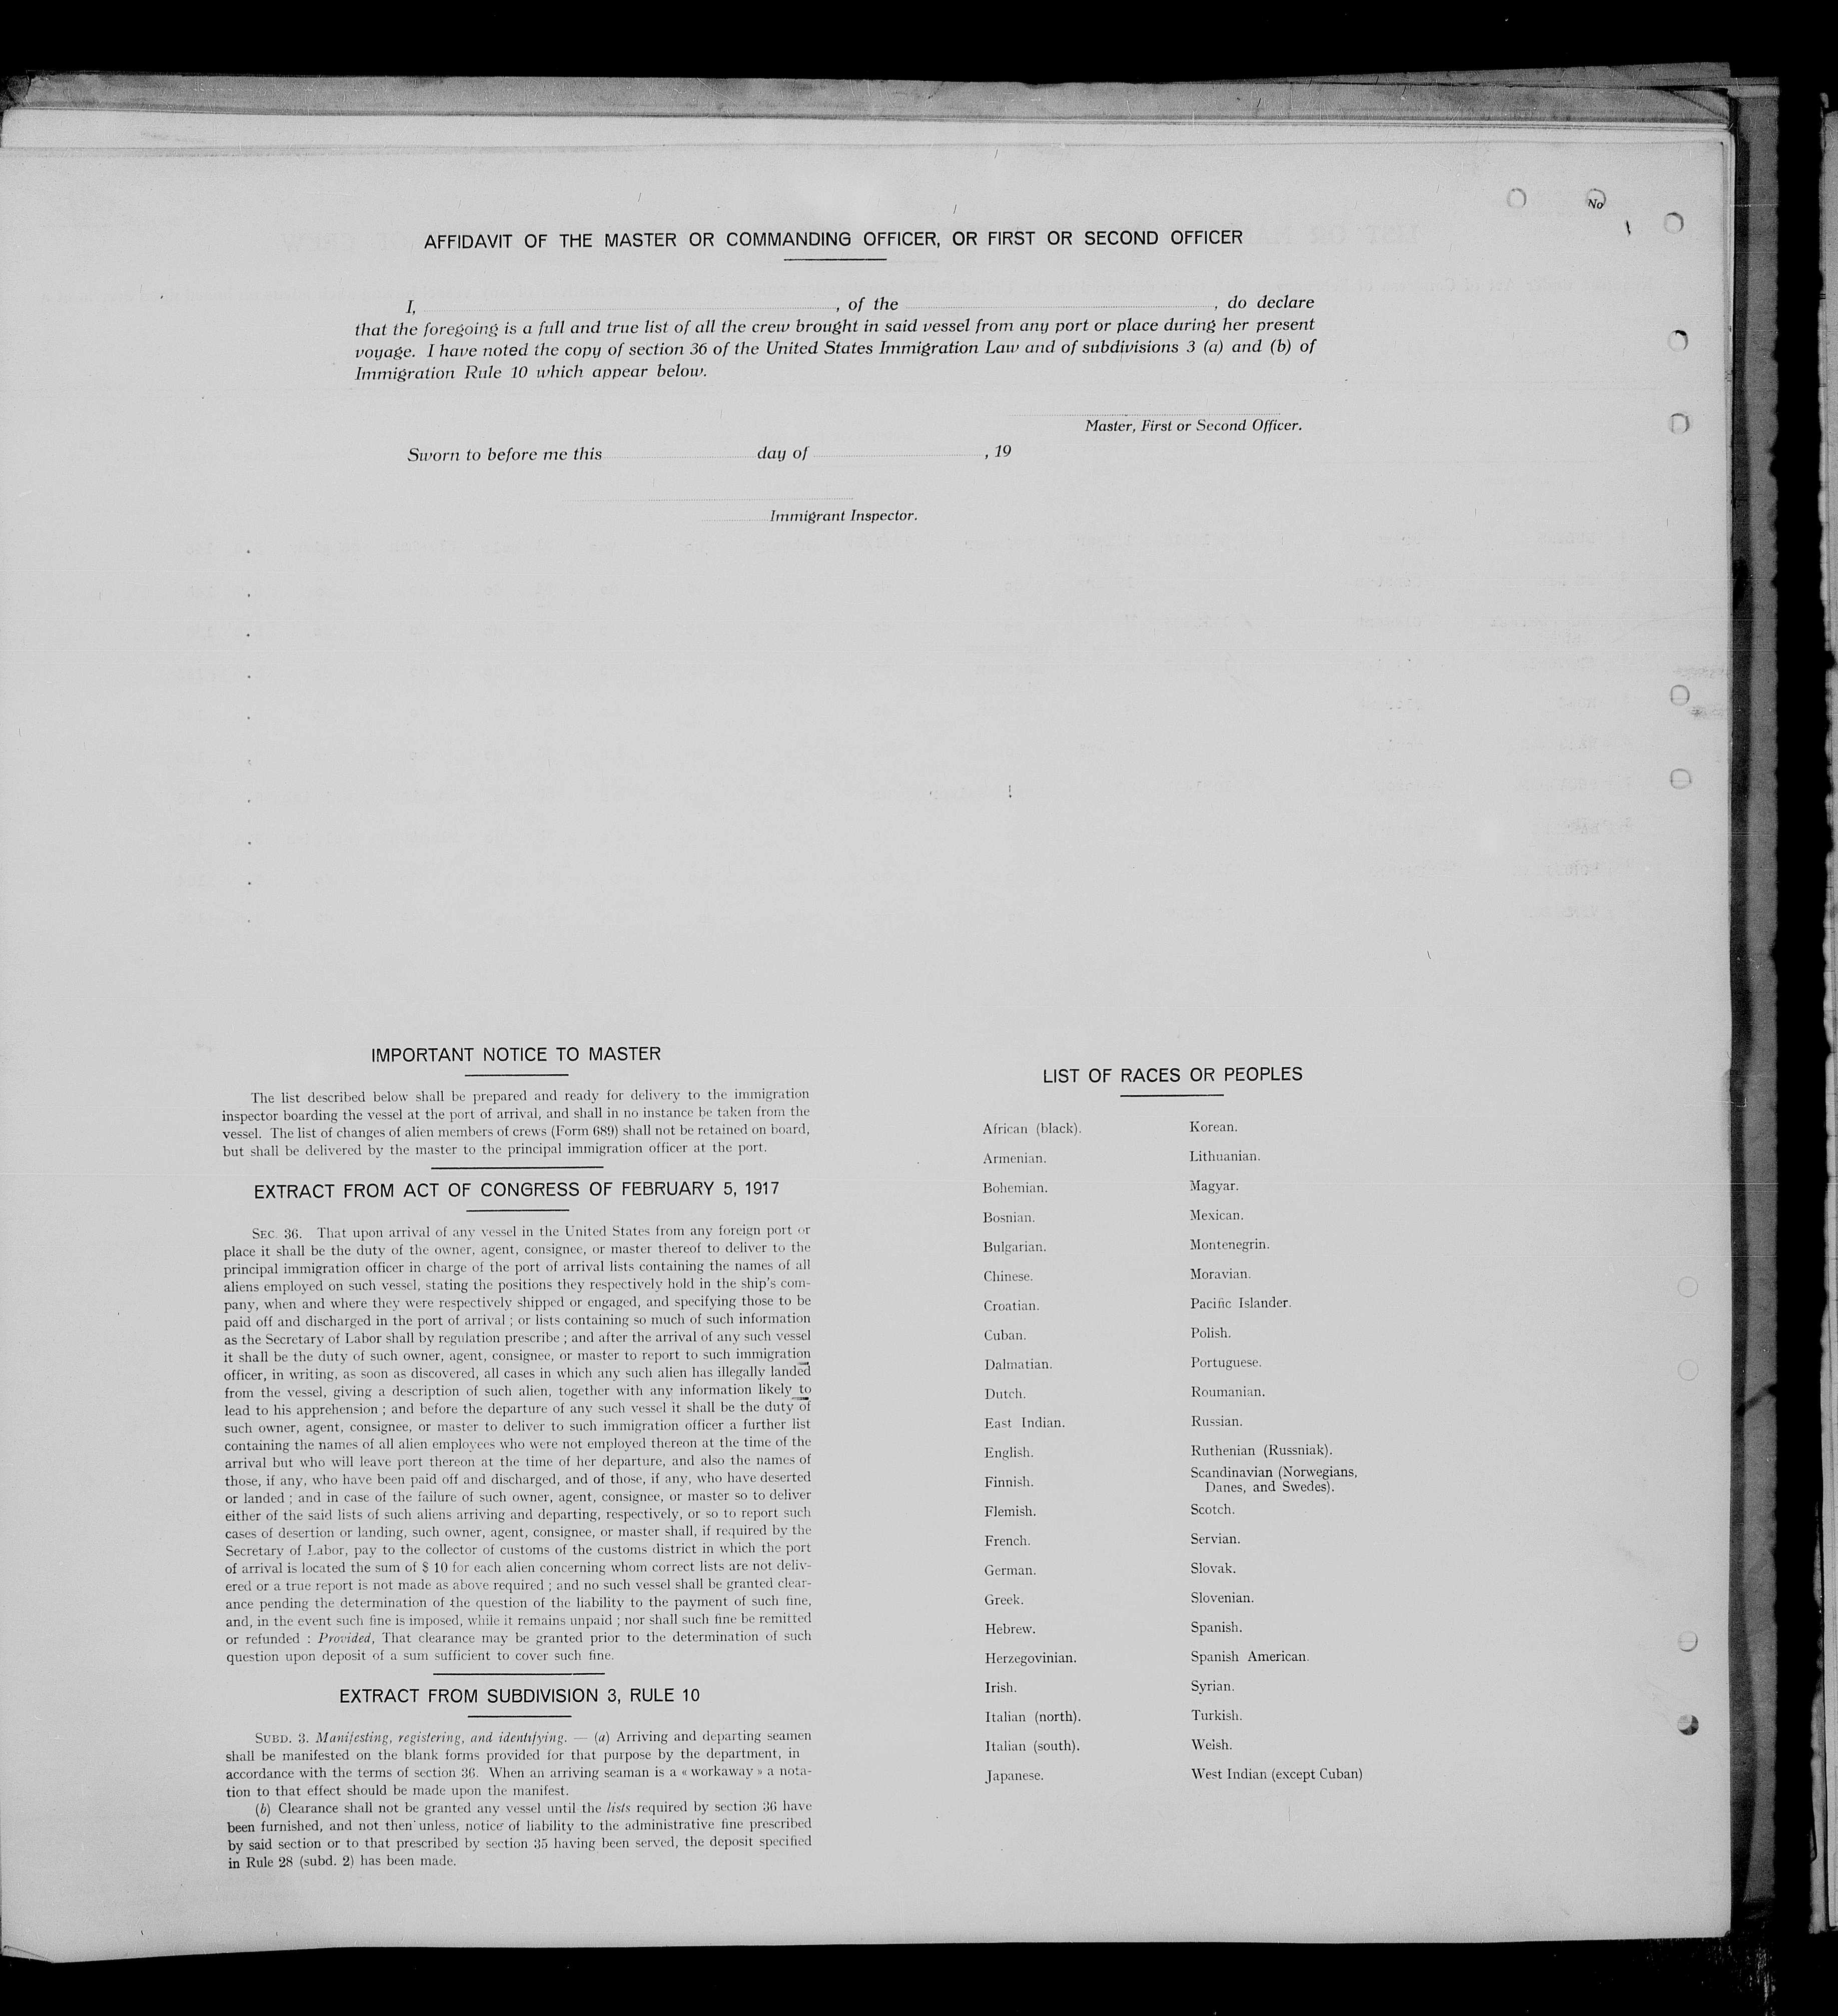 No
AFFIDAVIT OF THE MASTER OR COMMANDING OFFICER, OR FIRST OR SECOND OFFICER
I, , of the , do declare
that the foregoing is a full and true list of all the crew brought in said vessel from any port or place during her present
voyage. I have noted the copy of section 36 of the United States Immigration Law and of subdivisions 3 (a) and (b) of
Immigration Rule 10 which appear below.
Master, First or Second Officer.
Sworn to before me this day of , 19
Immigrant Inspector.
IMPORTANT NOTICE TO MASTER
The list described below shall be prepared and ready for delivery to the immigration
inspector boarding the vessel at the port of arrival, and shall in no instance be taken from the
vessel. The list of changes of alien members of crews (Form 689) shall not be retained on board,
but shall be delivered by the master to the principal immigration officer at the port.
EXTRACT FROM ACT OF CONGRESS OF FEBRUARY 5, 1917
SEC. 36. That upon arrival of any vessel in the United States from any foreign port or
place it shall be the duty of the owner, agent, consignee, or master thereof to deliver to the
principal immigration officer in charge of the port of arrival lists containing the names of all
aliens employed on such vessel, stating the positions they respectively hold in the ship's com-
pany, when and where they were respectively shipped or engaged, and specifying those to be
paid off and discharged in the port of arrival ; or lists containing so much of such information
as the Secretary of Labor shall by regulation prescribe ; and after the arrival of any such vessel
it shall be the duty of such owner, agent, consignee, or master to report to such immigration
officer, in writing, as soon as discovered, all cases in which any such alien has illegally landed
from the vessel, giving a description of such alien, together with any information likely to
lead to his apprehension ; and before the departure of any such vessel it shall be the duty of
such owner, agent, consignee, or master to deliver to such immigration officer a further list
containing the names of all alien employees who were not employed thereon at the time of the
arrival but who will leave port thereon at the time of her departure, and also the names of
those, if any, who have been paid off and discharged, and of those, if any, who have deserted
or landed ; and in case of the failure of such owner, agent, consignee, or master so to deliver
either of the said lists of such aliens arriving and departing, respectively, or so to report such
cases of desertion or landing, such owner, agent, consignee, or master shall, if required by the
Secretary of Labor, pay to the collector of customs of the customs district in which the port
of arrival is located the sum of $ 10 for each alien concerning whom correct lists are not deliv-
ered or a true report is not made as above required ; and no such vessel shall be granted clear-
ance pending the determination of the question of the liability to the payment of such fine,
and, in the event such fine is imposed, while it remains unpaid ; nor shall such fine be remitted
or refunded : Provided, That clearance may be granted prior to the determination of such
question upon deposit of a sum sufficient to cover such fine.
EXTRACT FROM SUBDIVISION 3, RULE 10
SUBD. 3. Manifesting, registering, and identifying. — (a) Arriving and departing seamen
shall be manifested on the blank forms provided for that purpose by the department, in
accordance with the terms of section 36. When an arriving seaman is a « workaway » a nota-
tion to that effect should be made upon the manifest.
(b) Clearance shall not be granted any vessel until the lists required by section 36 have
been furnished, and not then unless, notice of liability to the administrative fine prescribed
by said section or to that prescribed by section 35 having been served, the deposit specified
in Rule 28 (subd. 2) has been made.
LIST OF RACES OR PEOPLES
African (black).
Armenian.
Bohemian.
Bosnian.
Bulgarian.
Chinese.
Croatian.
Cuban.
Dalmatian.
Dutch.
East Indian.
English.
Finnish.
Flemish.
French.
German.
Greek.
Hebrew.
Herzegovinian.
Irish.
Italian (north).
Italian (south).
Japanese.
Korean.
Lithuanian.
Magyar.
Mexican.
Montenegrin.
Moravian.
Pacific Islander.
Polish.
Portuguese.
Roumanian.
Russian.
Ruthenian (Russniak).
Scandinavian (Norwegians,
Danes, and Swedes).
Scotch.
Servian.
Slovak.
Slovenian.
Spanish.
Spanish American.
Syrian.
Turkish.
Welsh.
West Indian (except Cuban)